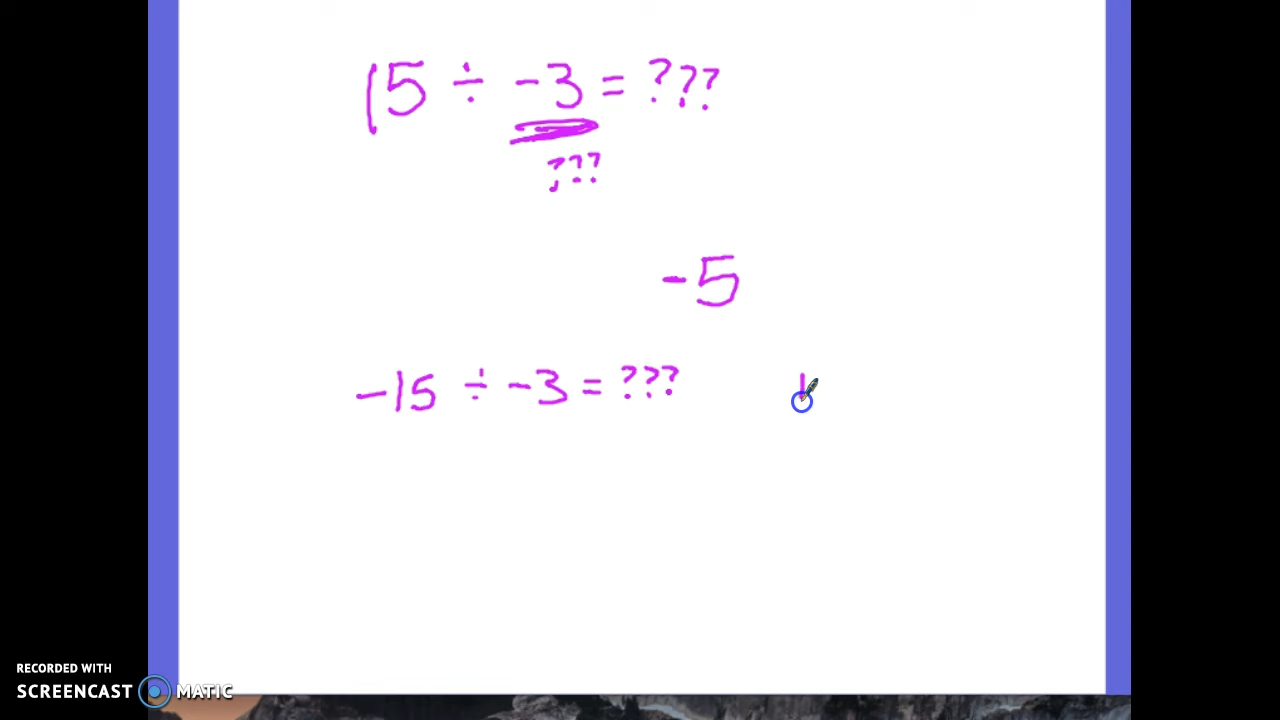 15 ÷ -3 = ???
???
-5
-15 ÷ -3 = ???
RECORDED WITH
SCREENCAST MATIC